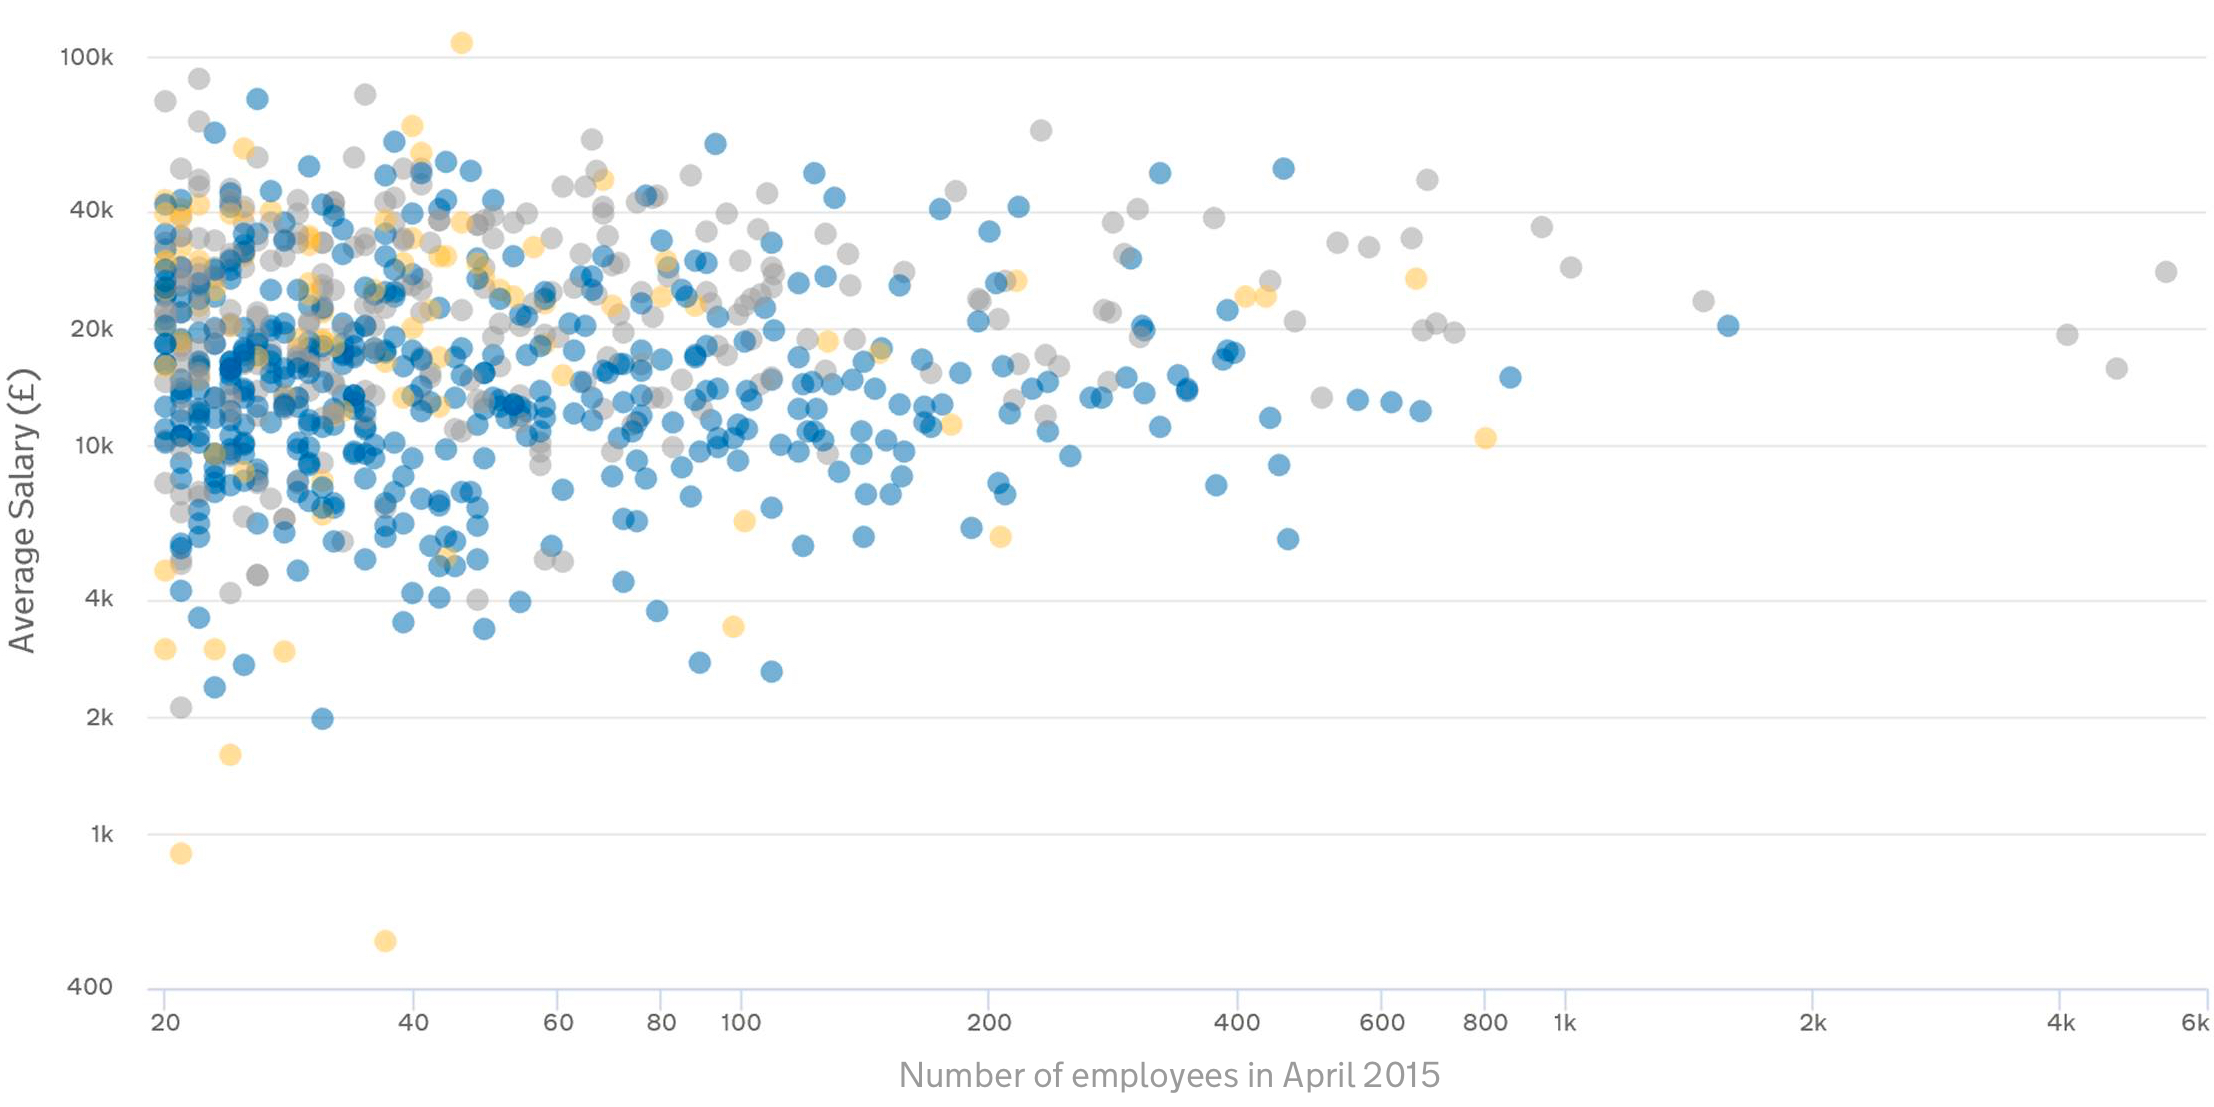 Average Salary (£)
100k
40k
20k
10k
4k
2k
1k
400
20 40 60 80 100 200 400 600 800 1k 2k 4k 6k
Number of employees in April 2015